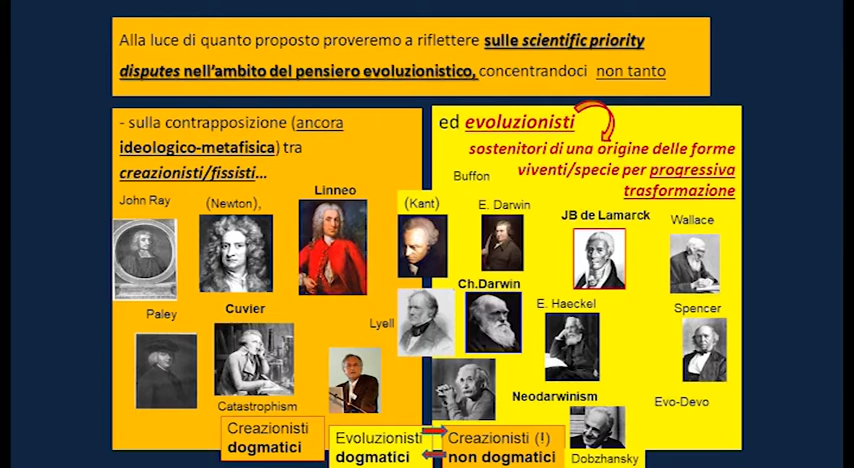 Alla luce di quanto proposto proveremo a riflettere sulle scientific priority
disputes nell'ambito del pensiero evoluzionistico, concentrandoci non tanto
- sulla contrapposizione (ancora
ideologico-metafisica) tra
creazionisti/fissisti...
John Ray
(Newton),
Linneo
Paley
Cuvier
Lyell
Catastrophism
Creazionisti
dogmatici
ed evoluzionisti
sostenitori di una origine delle forme
viventi/specie per progressiva
trasformazione
Buffon
(Kant)
E. Darwin
JB de Lamarck
Wallace
Ch.Darwin
E. Haeckel
Spencer
Neodarwinism
Evo-Devo
Evoluzionisti
dogmatici
Creazionisti (!)
non dogmatici
Dobzhansky